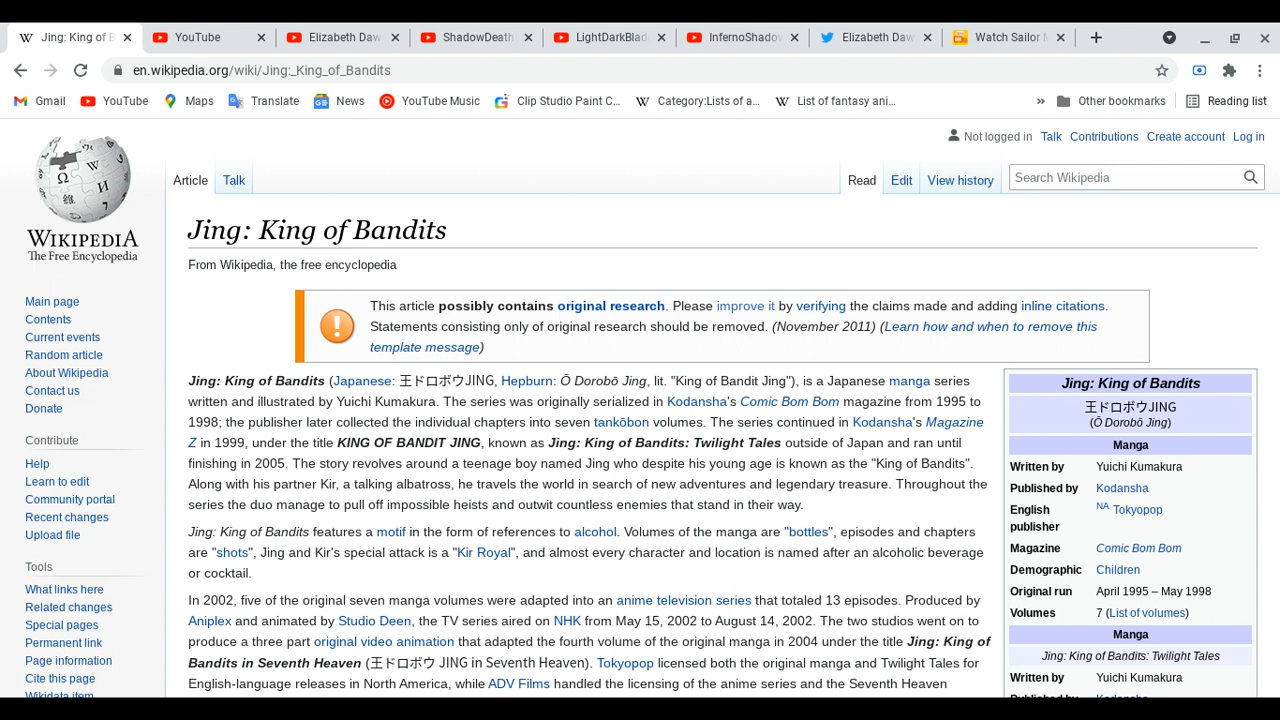 Jing: King of B
YouTube
Elizabeth Daw
ShadowDeath
LightDarkBlad
InfernoShadov
Elizabeth Daw
Watch Sailor M
en.wikipedia.org/wiki/Jing:_King_of_Bandits
Gmail
YouTube
Maps
Translate
News
YouTube Music
Clip Studio Paint C...
Category:Lists of a...
List of fantasy ani...
»
Other bookmarks
Reading list
Not logged in Talk Contributions Create account Log in
WIKIPEDIA
The Free Encyclopedia
Article Talk
Read Edit View history
Search Wikipedia
Main page
Contents
Current events
Random article
About Wikipedia
Contact us
Donate
Contribute
Help
Learn to edit
Community portal
Recent changes
Upload file
Tools
What links here
Related changes
Special pages
Permanent link
Page information
Cite this page
Wikidata item
Jing: King of Bandits
From Wikipedia, the free encyclopedia
This article possibly contains original research. Please improve it by verifying the claims made and adding inline citations.
Statements consisting only of original research should be removed. (November 2011) (Learn how and when to remove this
template message)
Jing: King of Bandits (Japanese: 王ドロボウJING, Hepburn: Ō Dorobō Jing, lit. "King of Bandit Jing"), is a Japanese manga series
written and illustrated by Yuichi Kumakura. The series was originally serialized in Kodansha's Comic Bom Bom magazine from 1995 to
1998; the publisher later collected the individual chapters into seven tankōbon volumes. The series continued in Kodansha's Magazine
Z in 1999, under the title KING OF BANDIT JING, known as Jing: King of Bandits: Twilight Tales outside of Japan and ran until
finishing in 2005. The story revolves around a teenage boy named Jing who despite his young age is known as the "King of Bandits".
Along with his partner Kir, a talking albatross, he travels the world in search of new adventures and legendary treasure. Throughout the
series the duo manage to pull off impossible heists and outwit countless enemies that stand in their way.
Jing: King of Bandits features a motif in the form of references to alcohol. Volumes of the manga are "bottles", episodes and chapters
are "shots", Jing and Kir's special attack is a "Kir Royal", and almost every character and location is named after an alcoholic beverage
or cocktail.
In 2002, five of the original seven manga volumes were adapted into an anime television series that totaled 13 episodes. Produced by
Aniplex and animated by Studio Deen, the TV series aired on NHK from May 15, 2002 to August 14, 2002. The two studios went on to
produce a three part original video animation that adapted the fourth volume of the original manga in 2004 under the title Jing: King of
Bandits in Seventh Heaven (王ドロボウ JING in Seventh Heaven). Tokyopop licensed both the original manga and Twilight Tales for
English-language releases in North America, while ADV Films handled the licensing of the anime series and the Seventh Heaven
Jing: King of Bandits
王ドロボウJING
(Ō Dorobō Jing)
Manga
Written by Yuichi Kumakura
Published by Kodansha
English publisher NA Tokyopop
Magazine Comic Bom Bom
Demographic Children
Original run April 1995 – May 1998
Volumes 7 (List of volumes)
Manga
Jing: King of Bandits: Twilight Tales
Written by Yuichi Kumakura
Published by Kodansha